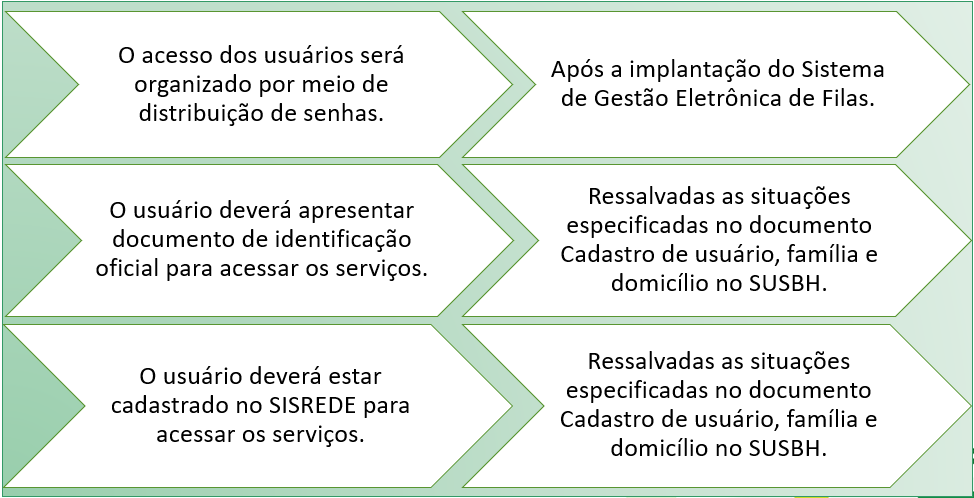 O acesso dos usuários será
organizado por meio de
distribuição de senhas.
Após a implantação do Sistema
de Gestão Eletrônica de Filas.
O usuário deverá apresentar
documento de identificação
oficial para acessar os serviços.
Ressalvadas as situações
especificadas no documento
Cadastro de usuário, família e
domicílio no SUSBH.
O usuário deverá estar
cadastrado no SISREDE para
acessar os serviços.
Ressalvadas as situações
especificadas no documento
Cadastro de usuário, família e
domicílio no SUSBH.